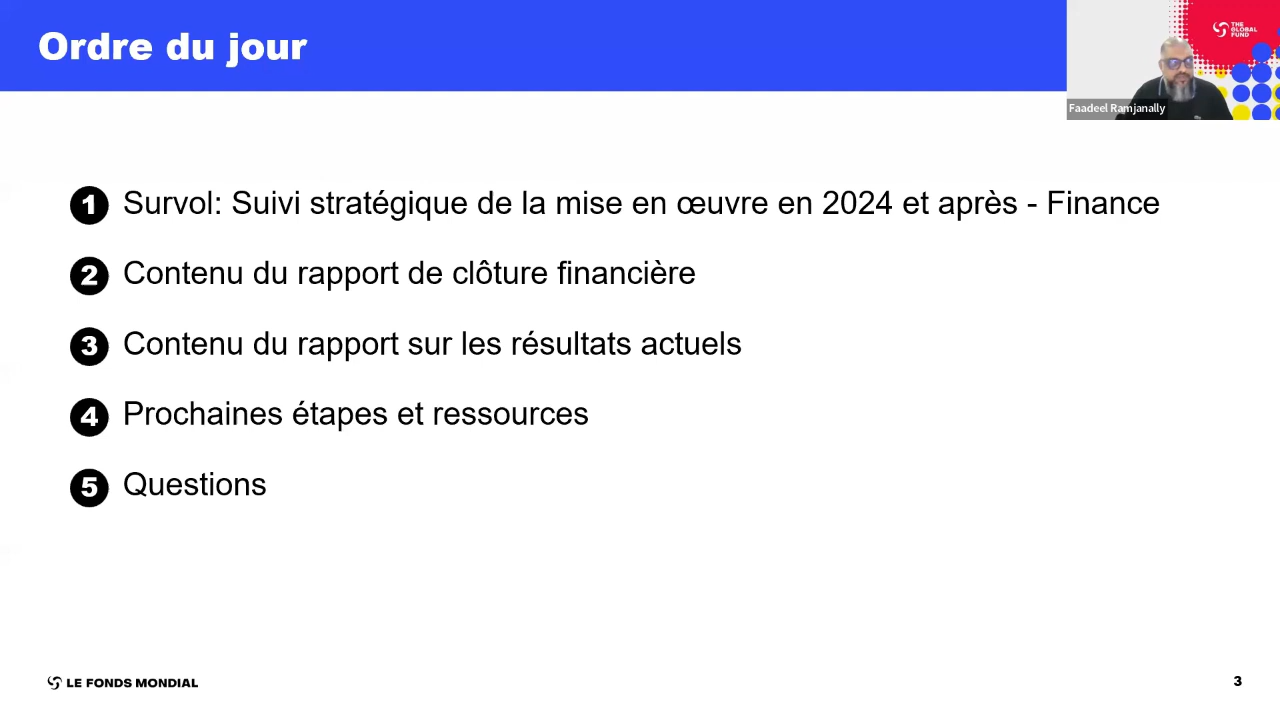 Ordre du jour
THE
GLOBAL
FUND
Faadeel Ramjanally
1 Survol: Suivi stratégique de la mise en œuvre en 2024 et après - Finance
2 Contenu du rapport de clôture financière
3 Contenu du rapport sur les résultats actuels
4 Prochaines étapes et ressources
5 Questions
LE FONDS MONDIAL
3